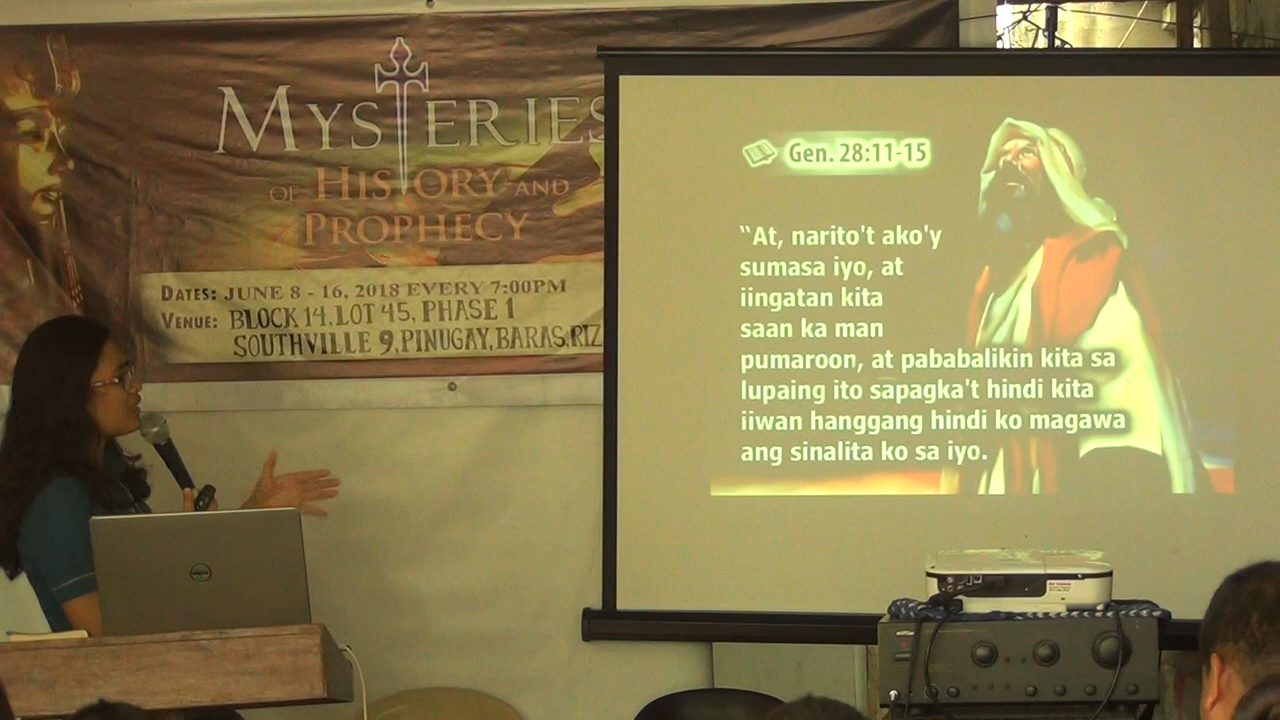 MYSTERIES
OF HISTORY AND
PROPHECY
DATES: JUNE 8 - 16, 2018 EVERY 7:00PM
VENUE: BLOCK 14, LOT 45, PHASE 1
SOUTHVILLE 9, PINUGAY, BARAS, RIZ
Gen. 28:11-15
“At, narito't ako'y
sumasa iyo, at
iingatan kita
saan ka man
pumaroon, at pababalikin kita sa
lupaing ito sapagka't hindi kita
iiwan hanggang hindi ko magawa
ang sinalita ko sa iyo.
DELL